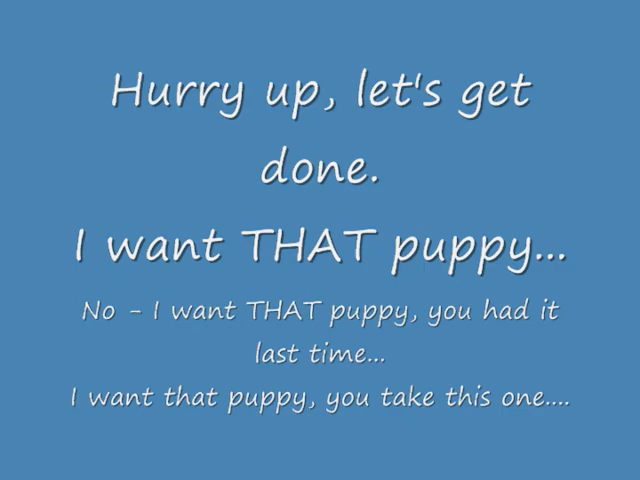 Hurry up, let's get
done.
I want THAT puppy...
No - I want THAT puppy, you had it
last time...
I want that puppy, you take this one....